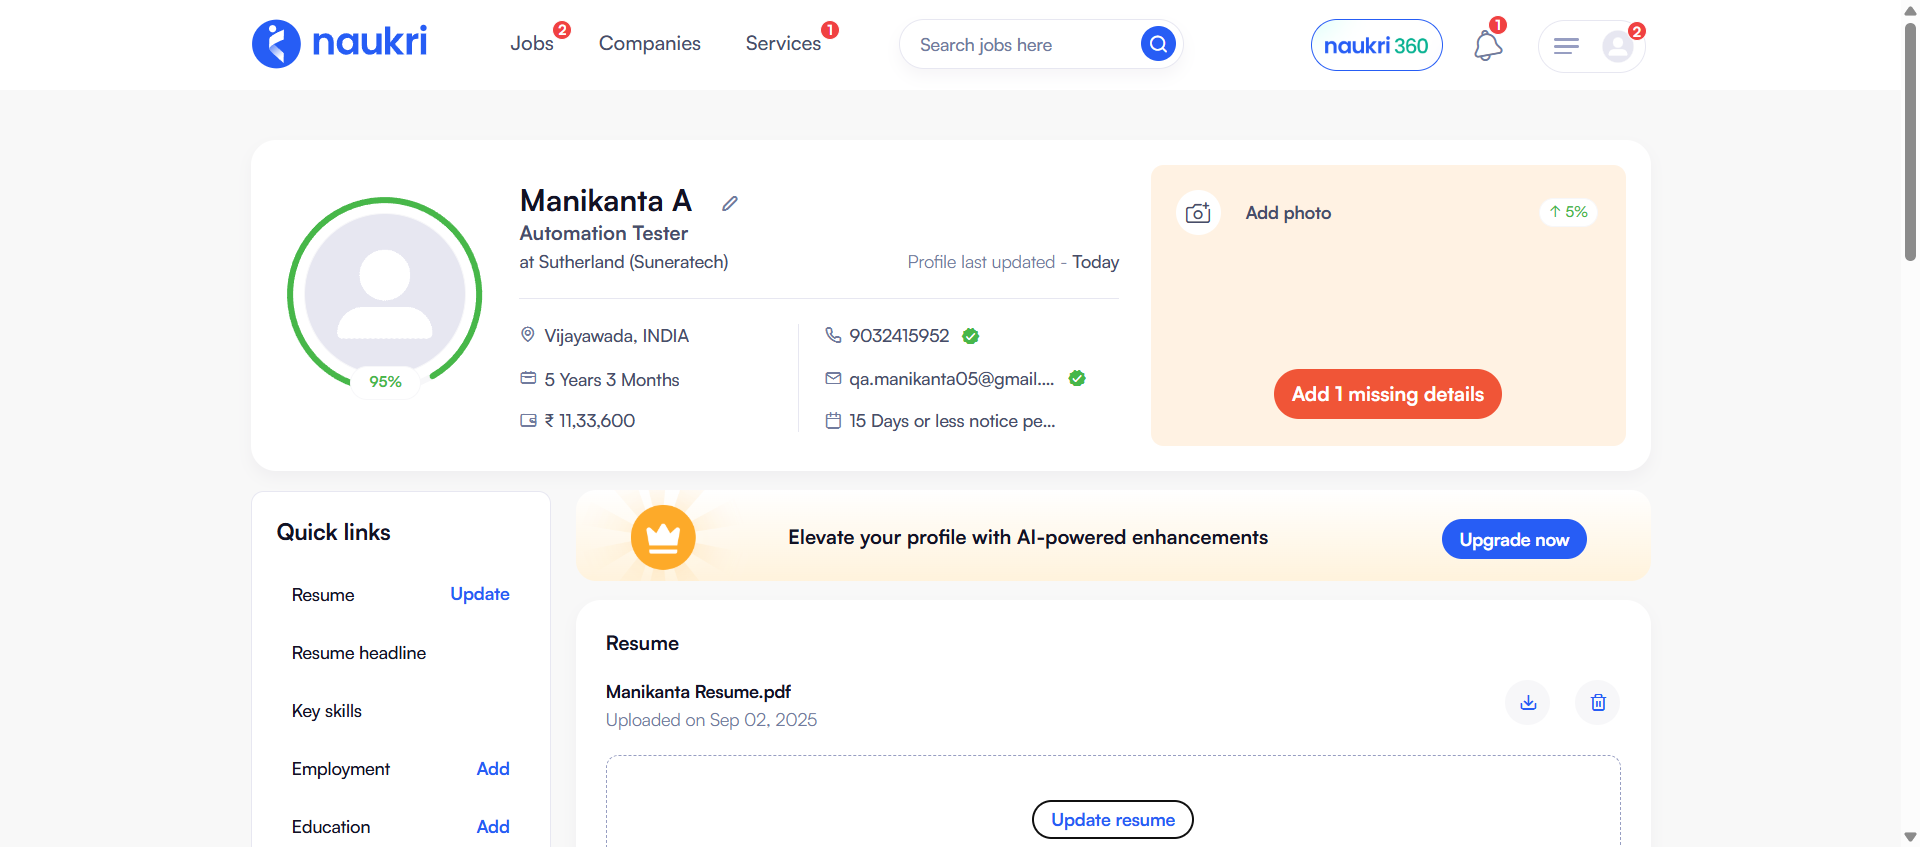 naukri
Jobs 2
Companies
Services 1
Search jobs here
naukri 360
1
2
Manikanta A
Automation Tester
at Sutherland (Suneratech)
Profile last updated - Today
95%
Vijayawada, INDIA
5 Years 3 Months
₹ 11,33,600
9032415952
qa.manikanta05@gmail....
15 Days or less notice pe...
Add photo
↑ 5%
Add 1 missing details
Quick links
Resume Update
Resume headline
Key skills
Employment Add
Education Add
Elevate your profile with AI-powered enhancements
Upgrade now
Resume
Manikanta Resume.pdf
Uploaded on Sep 02, 2025
Update resume